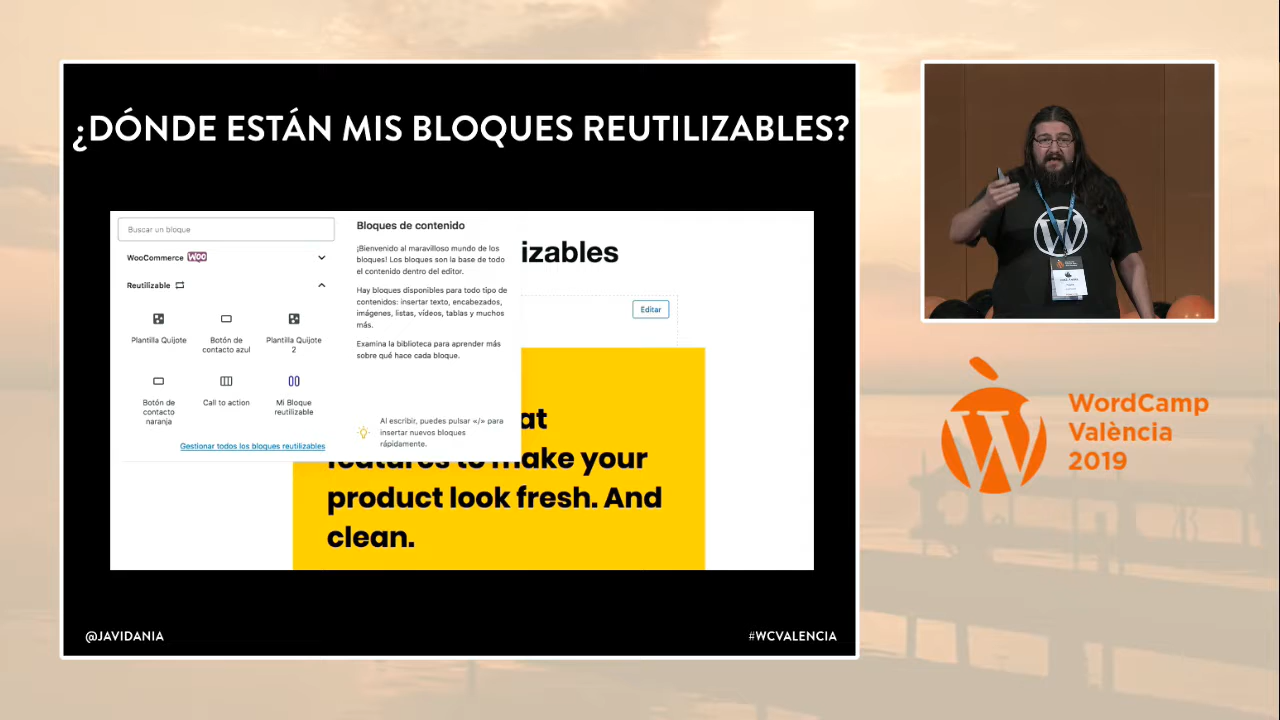 ¿DÓNDE ESTÁN MIS BLOQUES REUTILIZABLES?
Buscar un bloque
WooCommerce Woo
Reutilizable
Plantilla Quijote
Botón de
contacto azul
Plantilla Quijote
2
Botón de
contacto
naranja
Call to action
Mi Bloque
reutilizable
Gestionar todos los bloques reutilizables
Bloques de contenido
¡Bienvenido al maravilloso mundo de los
bloques! Los bloques son la base de todo
el contenido dentro del editor.
Hay bloques disponibles para todo tipo de
contenidos: insertar texto, encabezados,
imágenes, listas, vídeos, tablas y muchos
más.
Examina la biblioteca para aprender más
sobre qué hace cada bloque.
Al escribir, puedes pulsar «/» para
insertar nuevos bloques
rápidamente.
izables
Editar
at
features to make your
product look fresh. And
clean.
@JAVIDANIA
#WCVALENCIA
WordCamp
València
2019